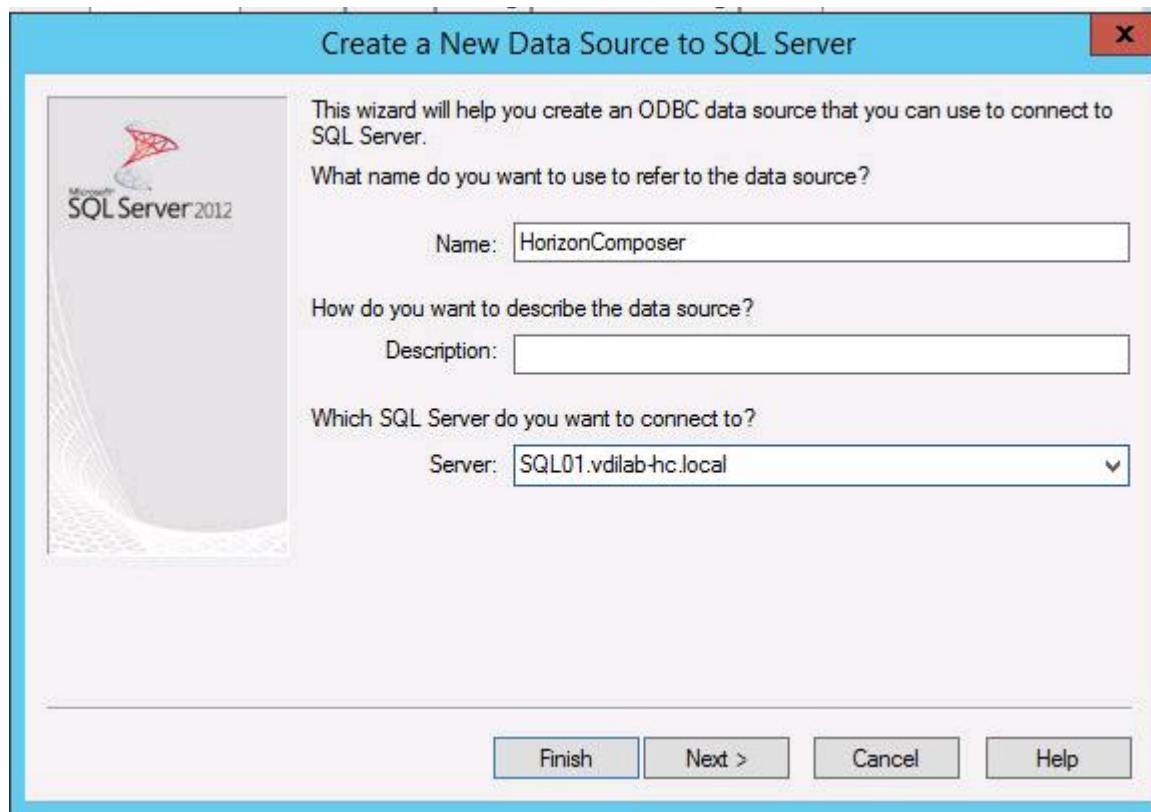 Create a New Data Source to SQL Server
x
This wizard will help you create an ODBC data source that you can use to connect to
SQL Server.
What name do you want to use to refer to the data source?
Microsoft
SQL Server 2012
Name: HorizonComposer
How do you want to describe the data source?
Description:
Which SQL Server do you want to connect to?
Server: SQL01.vdilab-hc.local
Finish Next > Cancel Help